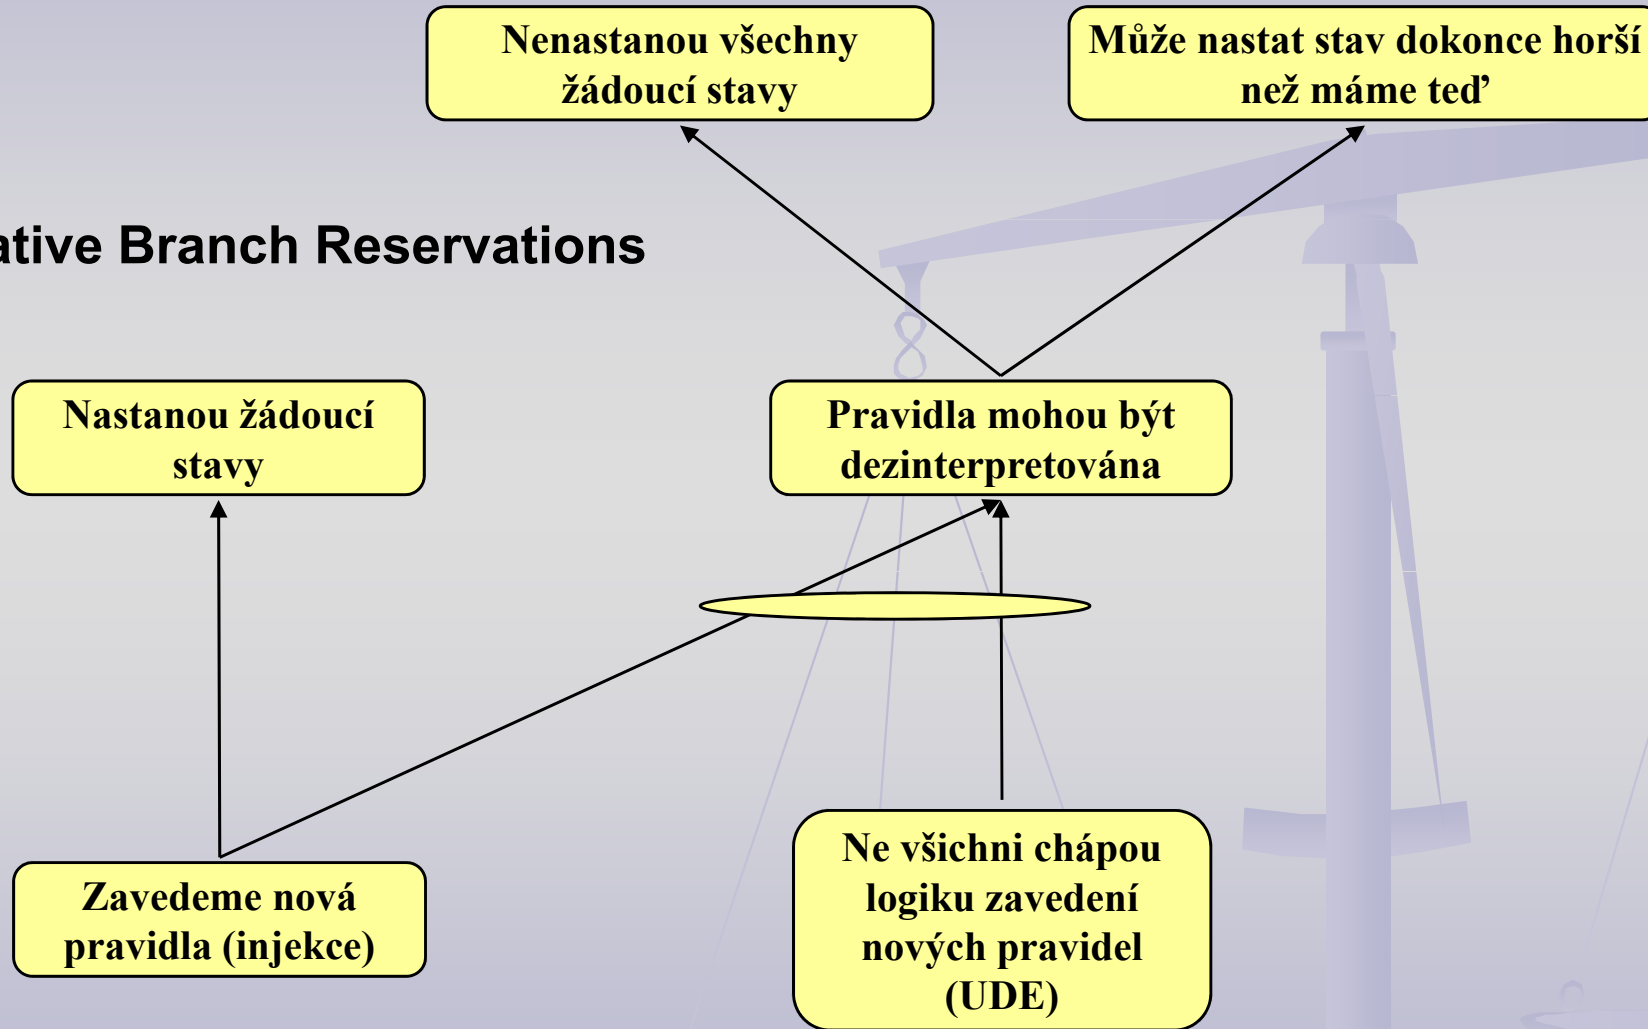 Nenastanou všechny
žádoucí stavy
Může nastat stav dokonce horší
než máme teď
ative Branch Reservations
Nastanou žádoucí
stavy
Pravidla mohou být
dezinterpretována
Zavedeme nová
pravidla (injekce)
Ne všichni chápou
logiku zavedení
nových pravidel
(UDE)